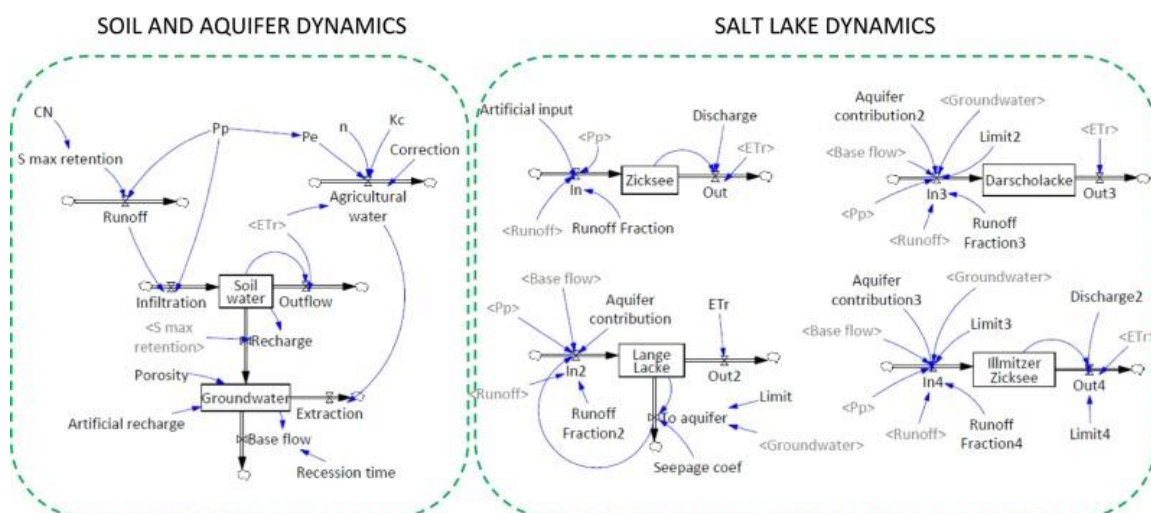 SOIL AND AQUIFER DYNAMICS
CN
Pp
S max retention
Pe
n
Kc
Correction
Runoff
Agricultural
water
<ETr>
Infiltration
Soil
water
Outflow
<S max
retention>
Recharge
Porosity
Groundwater
Extraction
Artificial recharge
Base flow
Recession time
SALT LAKE DYNAMICS
Artificial input
<Pp>
Discharge
<ETr>
In
Zicksee
Out
<Runoff>
Runoff Fraction
Aquifer
contribution2
<Groundwater>
Limit2
<Base flow>
<ETr>
In3
Darscholacke
Out3
<Pp>
<Runoff>
Runoff
Fraction3
<Base flow>
<Pp>
Aquifer
contribution
ETr
In2
Lange
Lacke
Out2
<Runoff>
Runoff
Fraction2
To aquifer
Limit
<Groundwater>
Seepage coef
Aquifer
contribution3
<Groundwater>
Discharge2
<Base flow>
Limit3
<ETr>
In4
Illmitzer
Zicksee
Out4
<Pp>
<Runoff>
Runoff
Fraction4
Limit4